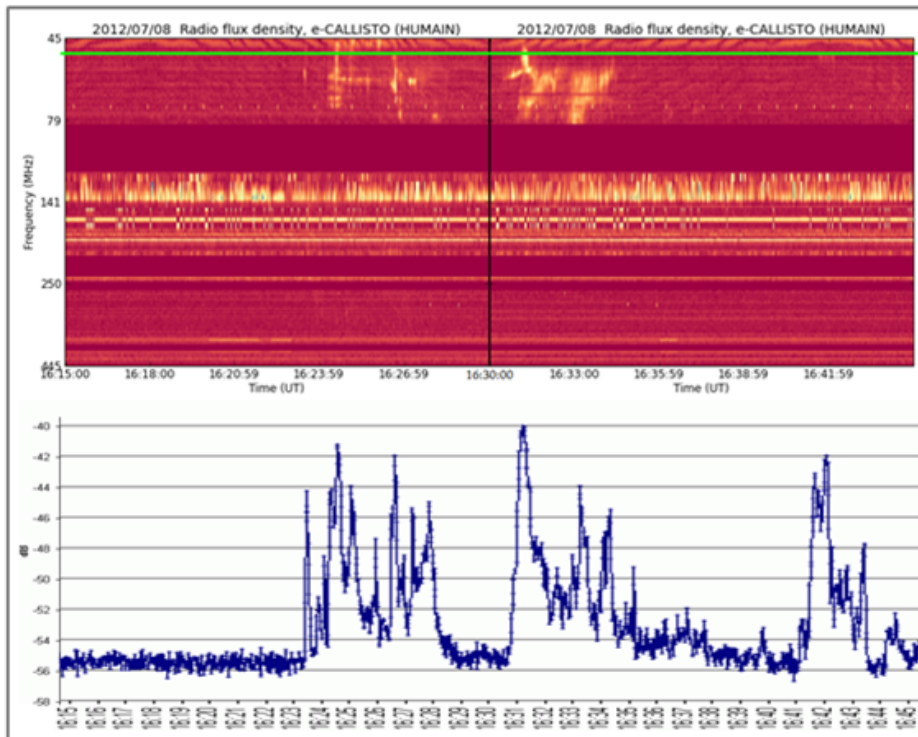 2012/07/08 Radio flux density, e-CALLISTO (HUMAIN) 2012/07/08 Radio flux density, e-CALLISTO (HUMAIN)
45
79
141
250
445
Frequency (MHz)
16:15:00 16:18:00 16:20:59 16:23:59 16:26:59 16:30:00 16:33:00 16:35:59 16:38:59 16:41:59
Time (UT) Time (UT)
-40
-42
-44
-46
-48
-50
-52
-54
-56
-58
dB
16:15 16:16 16:17 16:18 16:19 16:20 16:21 16:22 16:23 16:24 16:25 16:26 16:27 16:28 16:29 16:30 16:31 16:32 16:33 16:34 16:35 16:36 16:37 16:38 16:39 16:40 16:41 16:42 16:43 16:44 16:45